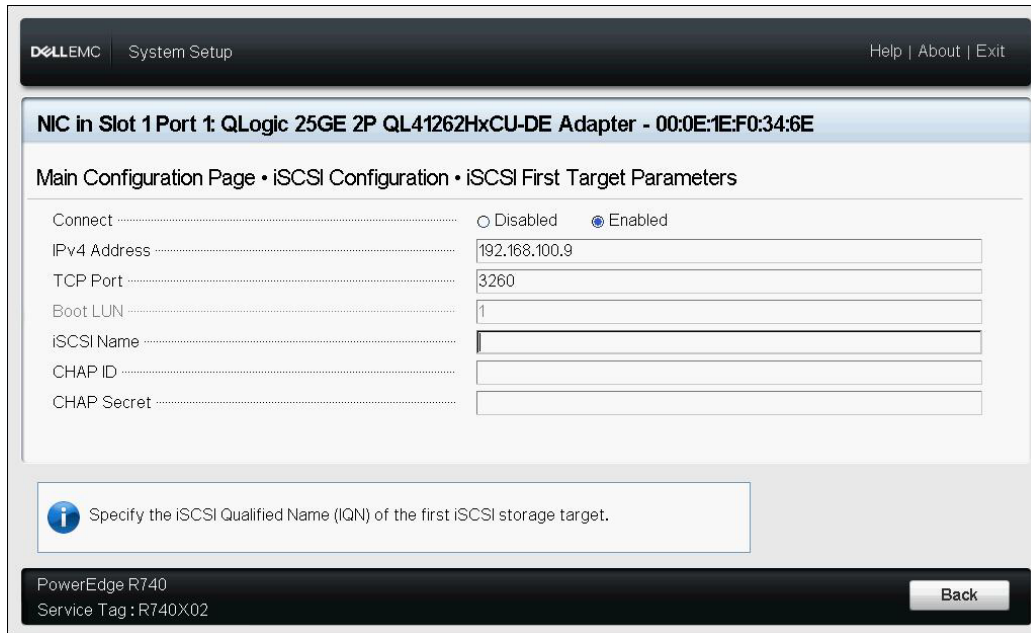 DELLEMC System Setup Help | About | Exit
NIC in Slot 1 Port 1: QLogic 25GE 2P QL41262HxCU-DE Adapter - 00:0E:1E:F0:34:6E
Main Configuration Page • iSCSI Configuration • iSCSI First Target Parameters
Connect Disabled Enabled
IPv4 Address 192.168.100.9
TCP Port 3260
Boot LUN 1
iSCSI Name
CHAP ID
CHAP Secret
Specify the iSCSI Qualified Name (IQN) of the first iSCSI storage target.
PowerEdge R740
Service Tag : R740X02
Back